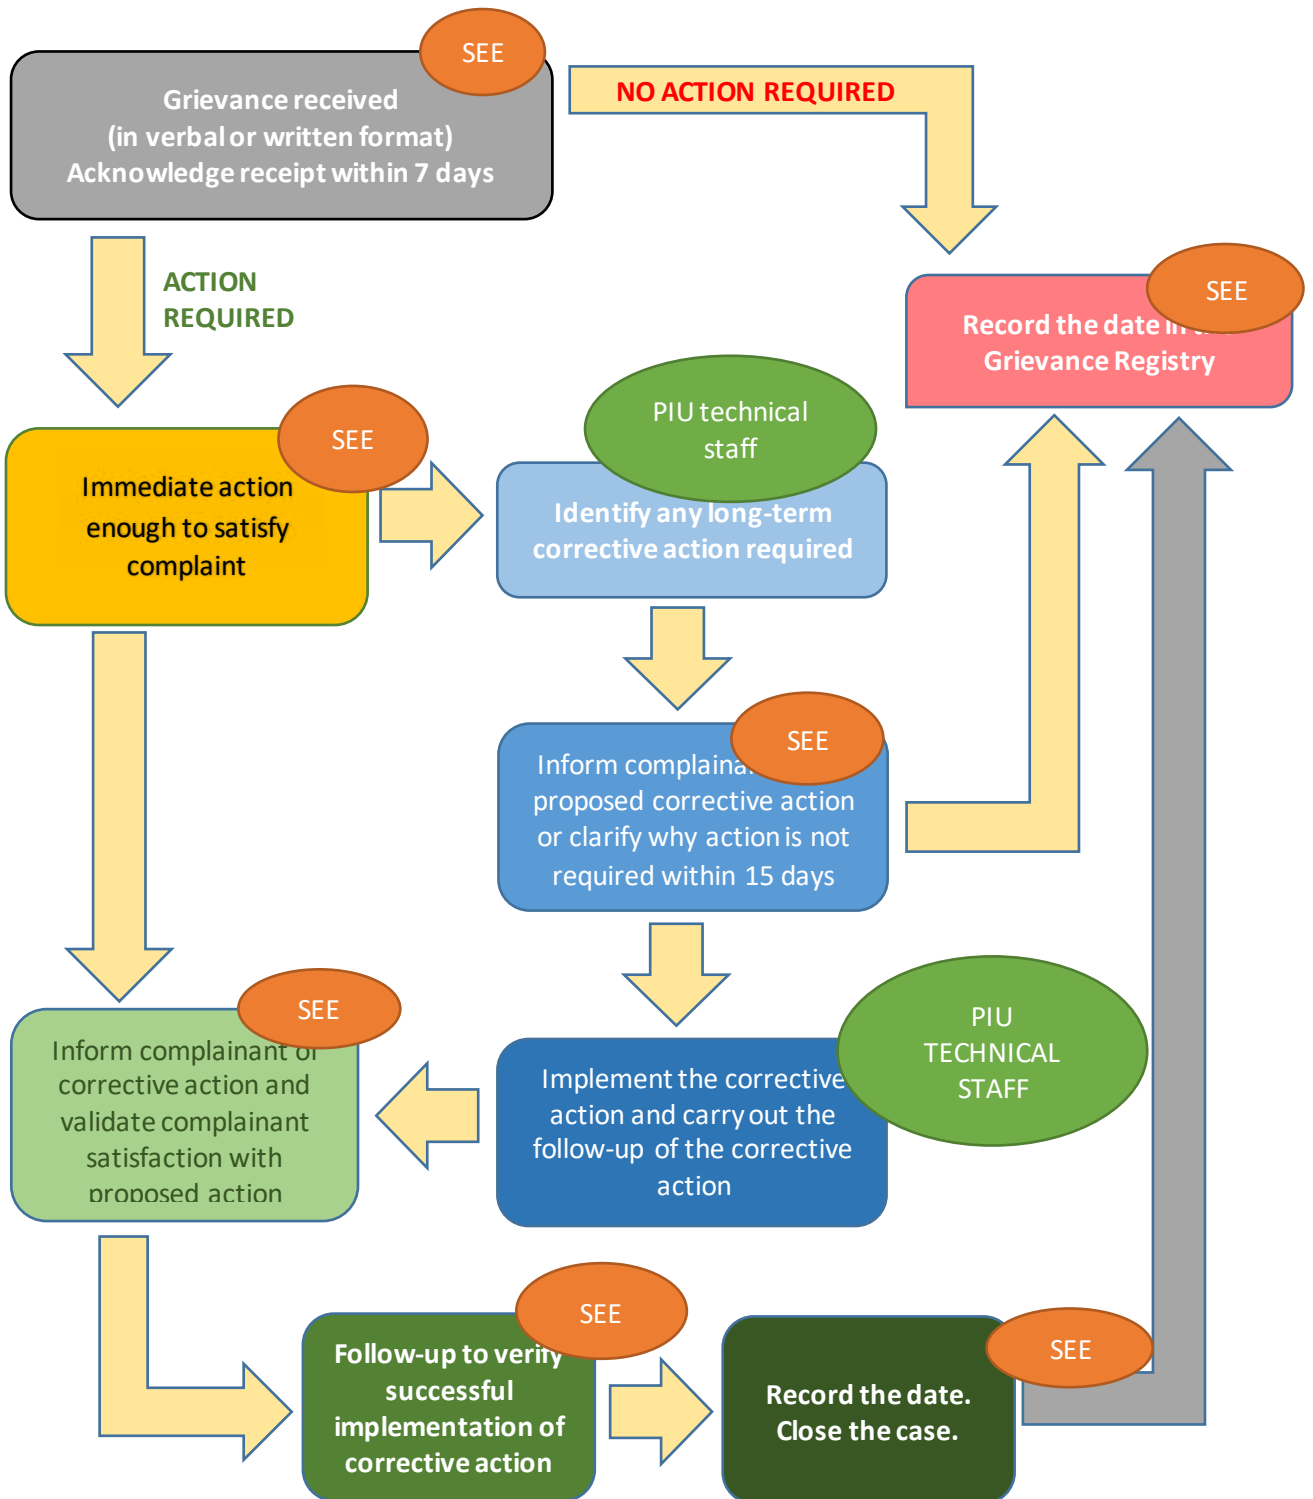 SEE
Grievance received
(in verbal or written format)
Acknowledge receipt within 7 days
NO ACTION REQUIRED
ACTION
REQUIRED
SEE
Record the date in
Grievance Registry
SEE
Immediate action
enough to satisfy
complaint
PIU technical
staff
Identify any long-term
corrective action required
SEE
Inform
proposed corrective action
or clarify why action is not
required within 15 days
SEE
Inform complainant of
corrective action and
validate complainant
satisfaction with
proposed action
PIU
TECHNICAL
STAFF
Implement the corrective
action and carry out the
follow-up of the corrective
action
SEE
Follow-up to verify
successful
implementation of
corrective action
SEE
Record the date.
Close the case.